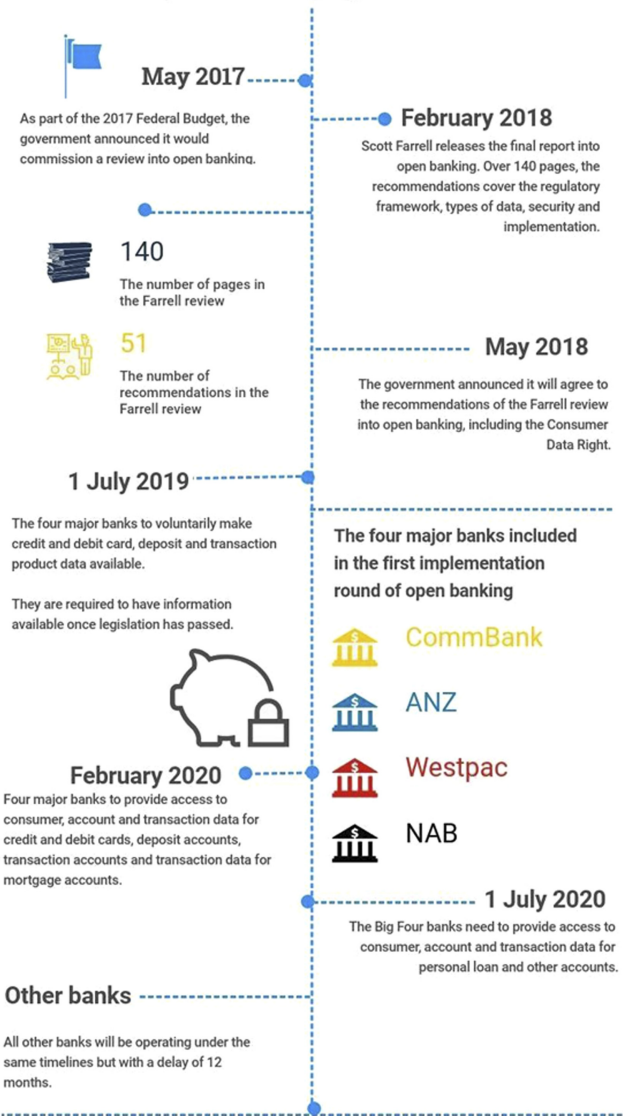 May 2017
As part of the 2017 Federal Budget, the
government announced it would
commission a review into open banking.
February 2018
Scott Farrell releases the final report into
open banking. Over 140 pages, the
recommendations cover the regulatory
framework, types of data, security and
implementation.
140
The number of pages in
the Farrell review
51
The number of
recommendations in the
Farrell review
May 2018
The government announced it will agree to
the recommendations of the Farrell review
into open banking, including the Consumer
Data Right.
1 July 2019
The four major banks to voluntarily make
credit and debit card, deposit and transaction
product data available.
They are required to have information
available once legislation has passed.
The four major banks included
in the first implementation
round of open banking
$ CommBank
$ ANZ
$ Westpac
$ NAB
February 2020
Four major banks to provide access to
consumer, account and transaction data for
credit and debit cards, deposit accounts,
transaction accounts and transaction data for
mortgage accounts.
1 July 2020
The Big Four banks need to provide access to
consumer, account and transaction data for
personal loan and other accounts.
Other banks
All other banks will be operating under the
same timelines but with a delay of 12
months.